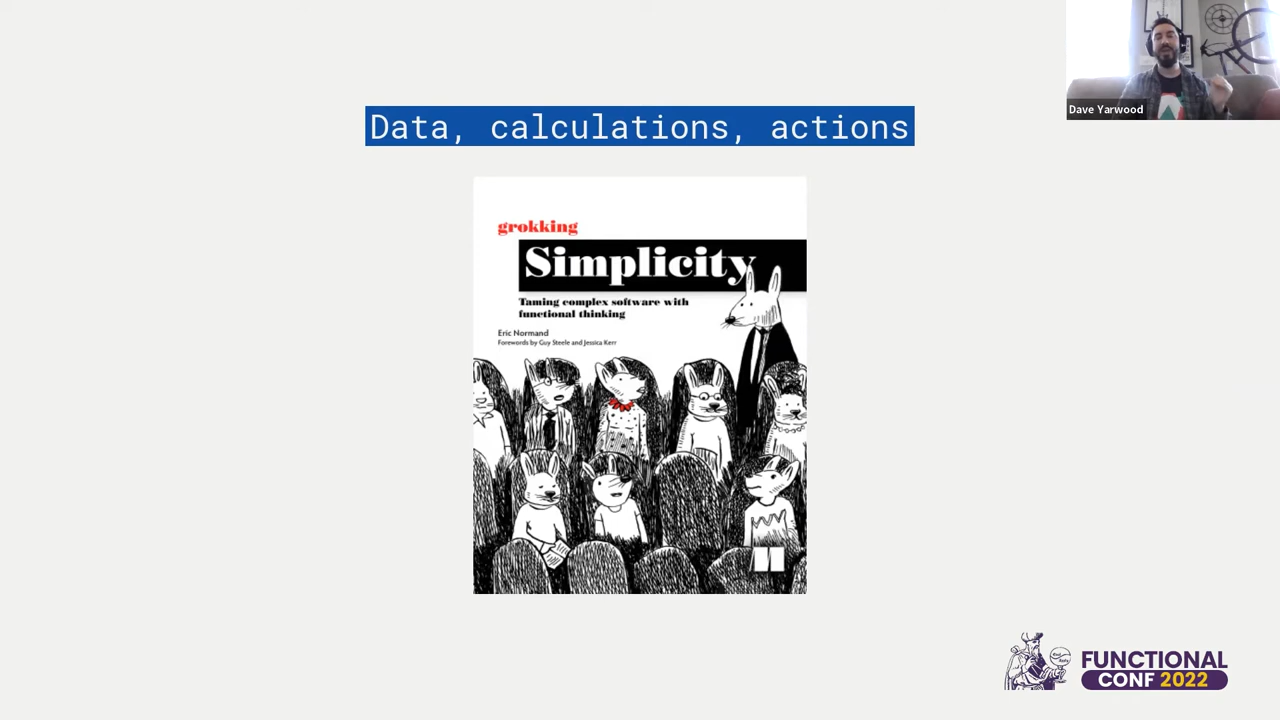 Data, calculations, actions
Dave Yarwood
grokking
Simplicity
Taming complex software with
functional thinking
Eric Normand
Forewords by Guy Steele and Jessica Kerr
FUNCTIONAL
CONF 2022